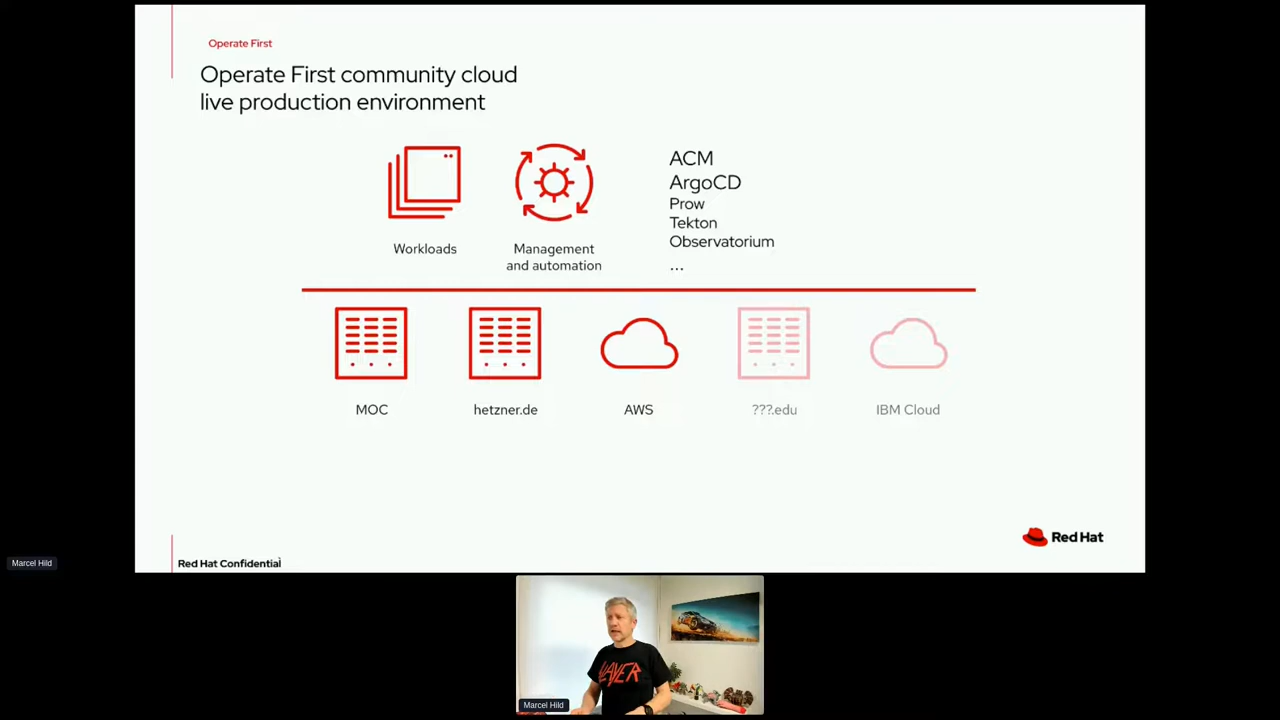 Operate First
Operate First community cloud
live production environment
ACM
ArgoCD
Prow
Tekton
Observatorium
...
Workloads
Management
and automation
MOC
hetzner.de
AWS
???.edu
IBM Cloud
Red Hat
Red Hat Confidential
Marcel Hild
SLAYER
Marcel Hild